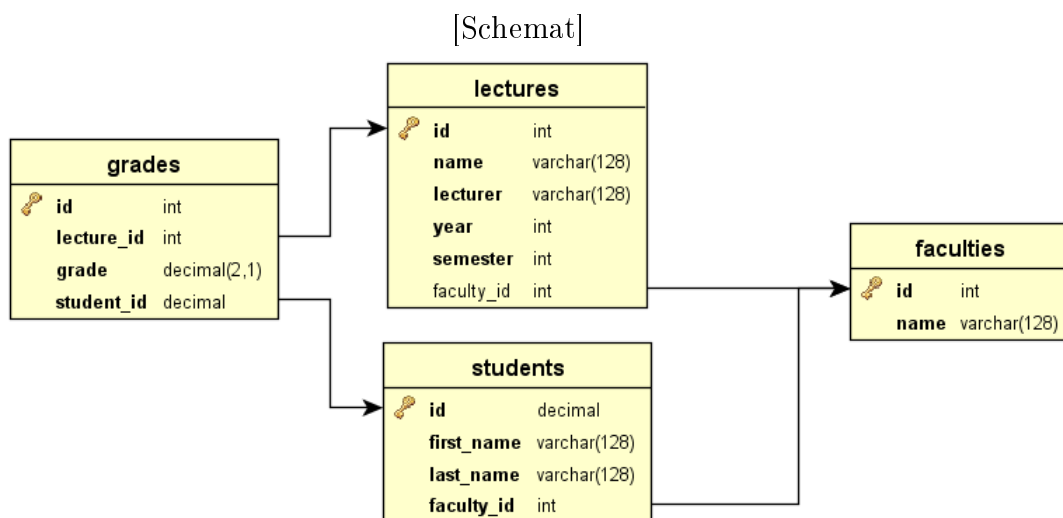 [Schemat]
grades
id int
lecture_id int
grade decimal(2,1)
student_id decimal
lectures
id int
name varchar(128)
lecturer varchar(128)
year int
semester int
faculty_id int
students
id decimal
first_name varchar(128)
last_name varchar(128)
faculty_id int
faculties
id int
name varchar(128)